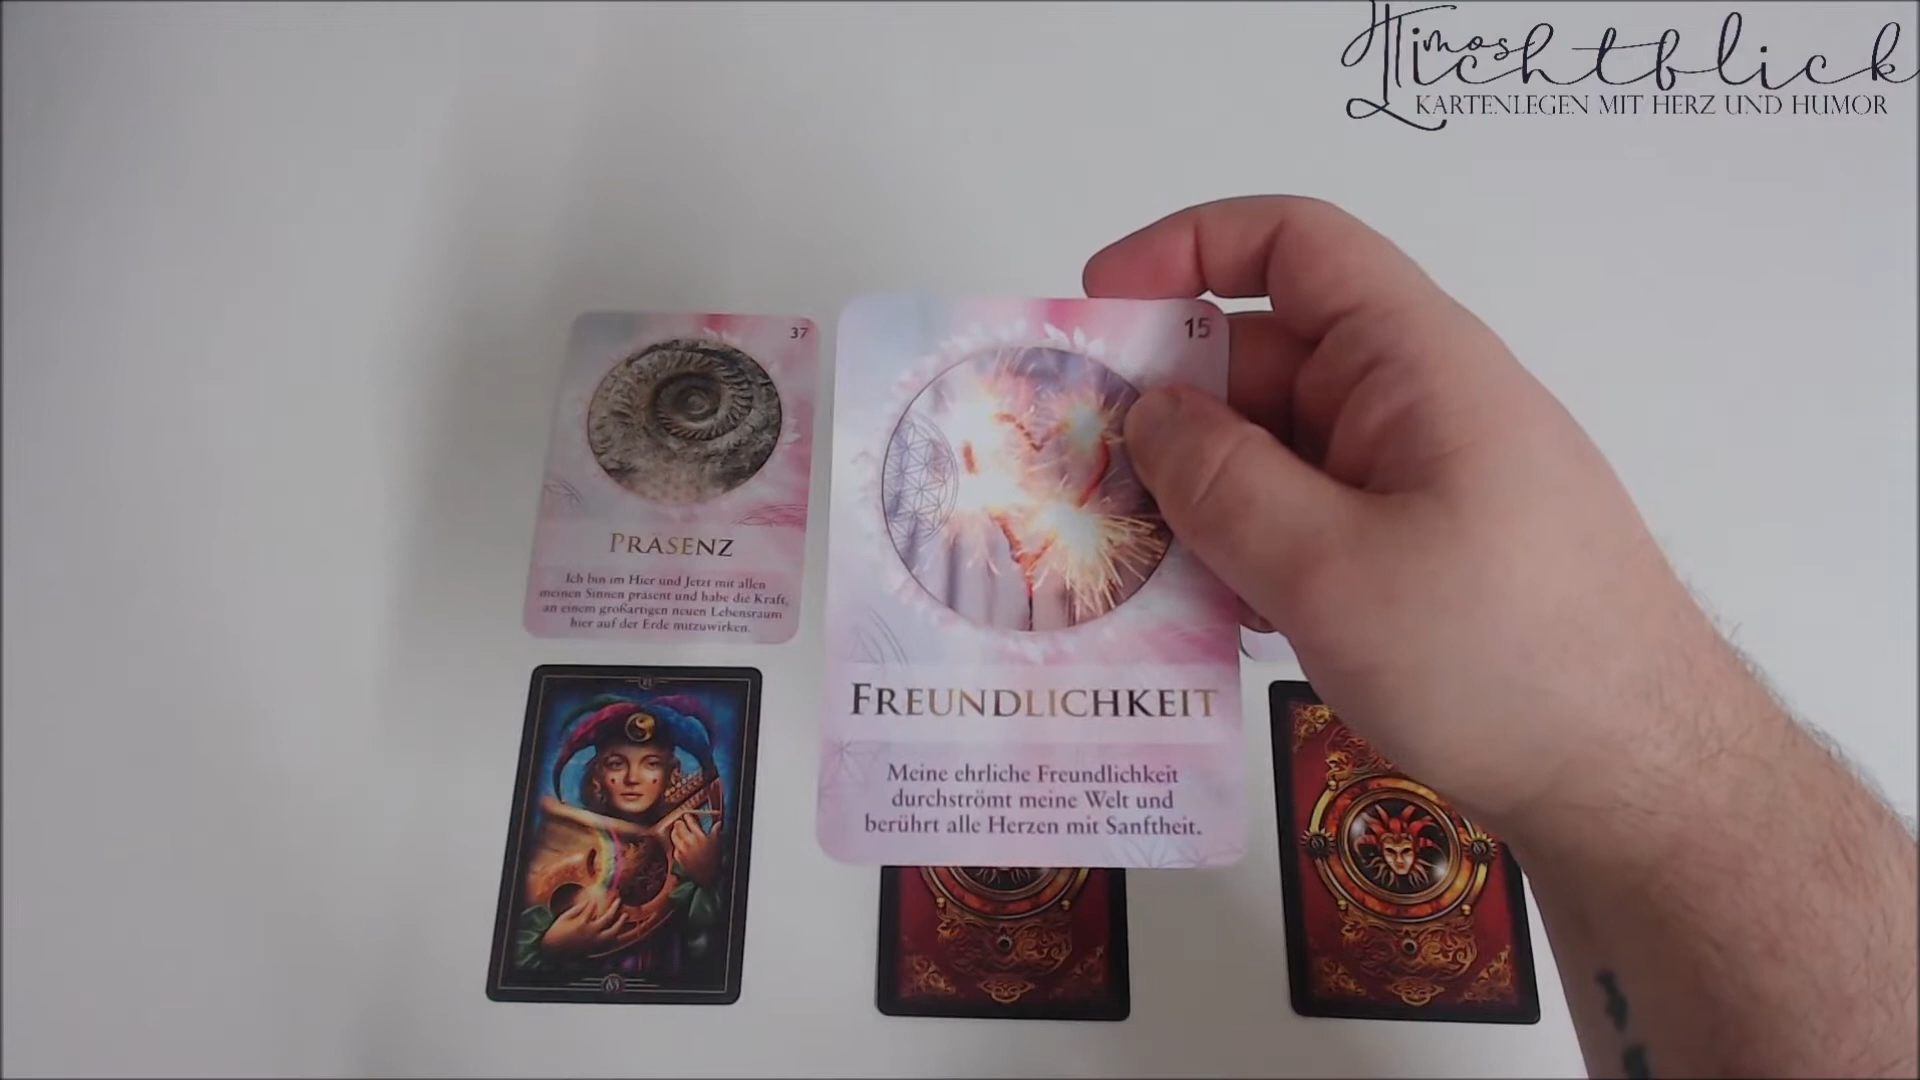 Timos
Lichtblick
KARTENLEGEN MIT HERZ UND HUMOR
37
PRÄSENZ
Ich bin im Hier und Jetzt mit allen
meinen Sinnen präsent und habe die Kraft,
an einem großartigen neuen Lebensraum
hier auf der Erde mitzuwirken.
15
FREUNDLICHKEIT
Meine ehrliche Freundlichkeit
durchströmt meine Welt und
berührt alle Herzen mit Sanftheit.